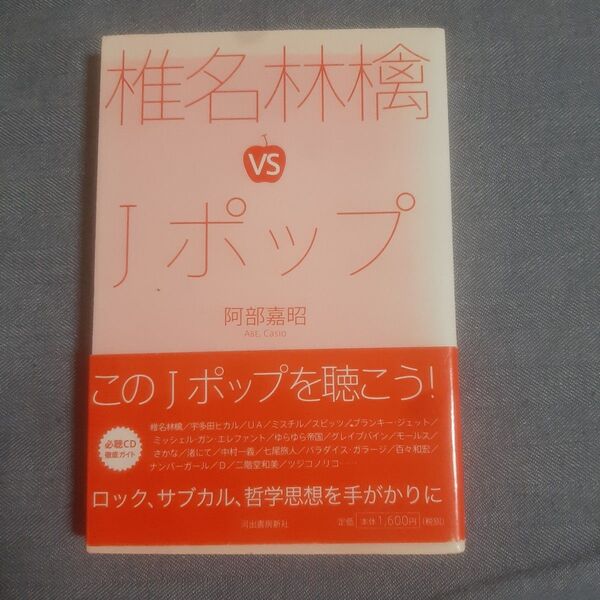 椎名林檎
VS
Jポップ
阿部嘉昭
ABE, Casio
このJポップを聴こう!
必聴CD
徹底ガイド
椎名林檎／宇多田ヒカル／UA／ミスチル／スピッツ／ブランキー・ジェット／
ミッシェル・ガン・エレファント／ゆらゆら帝国／グレイプバイン／モールス／
さかな／渚にて／中村一義／七尾旅人／パラダイス・ガラージ／百々和宏／
ナンバーガール／D／二階堂和美／ツジコノリコ……
ロック、サブカル、哲学思想を手がかりに
河出書房新社
定価 本体1,600円(税別)